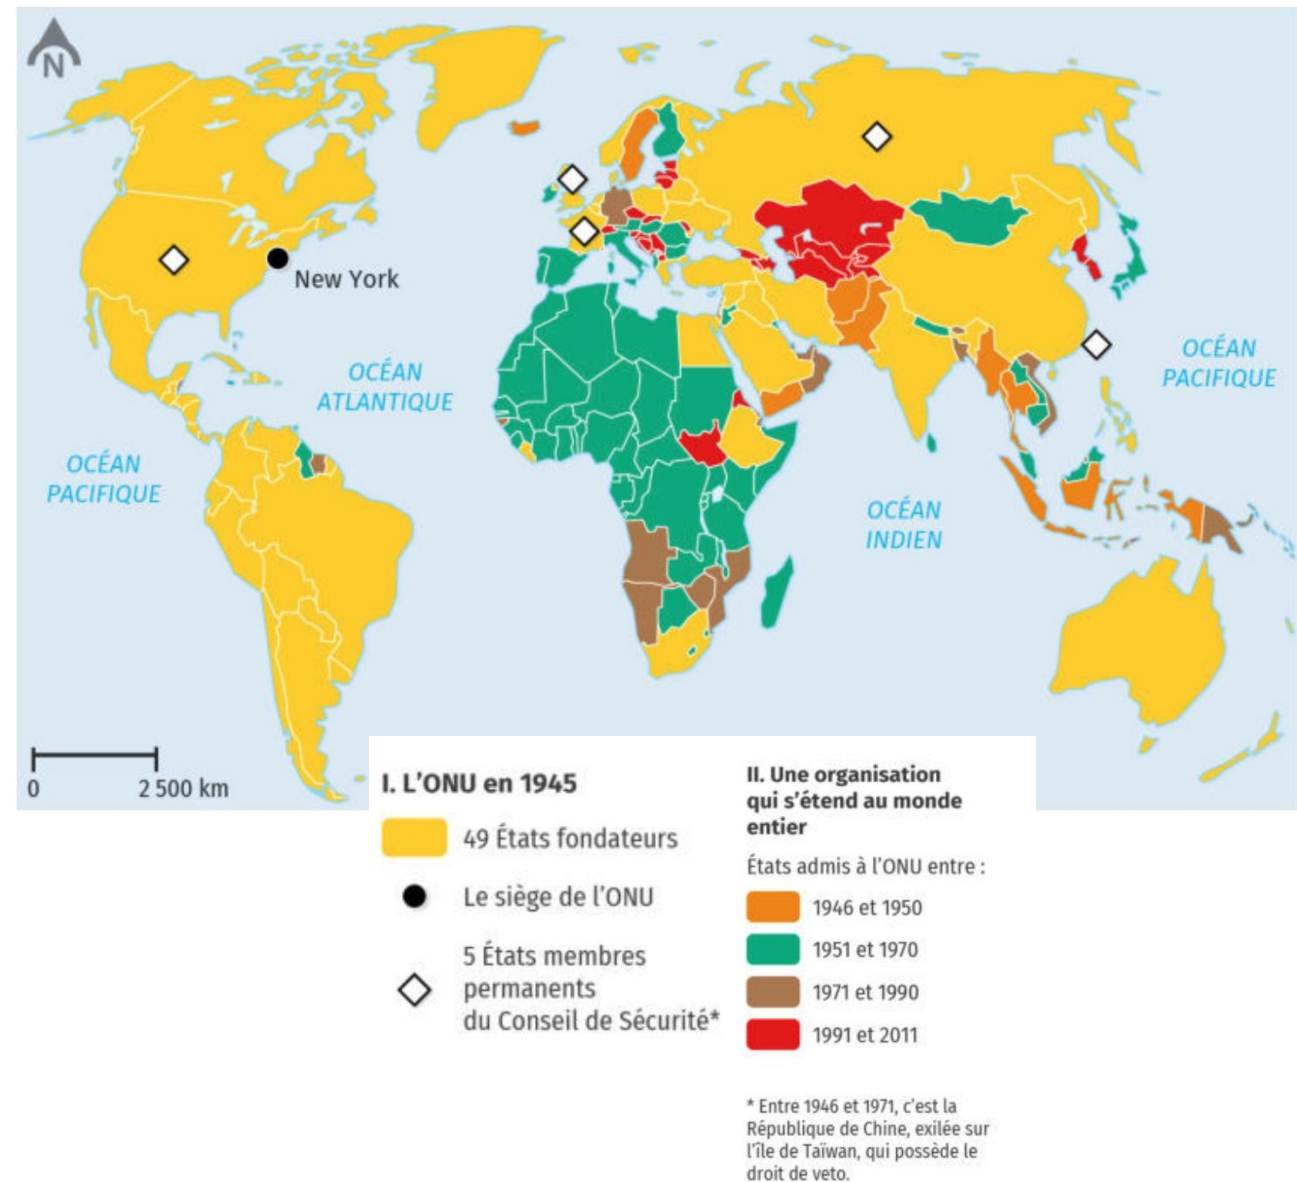 N
New York
OCÉAN
ATLANTIQUE
OCÉAN
PACIFIQUE
OCÉAN
PACIFIQUE
OCÉAN
INDIEN
0
2 500 km
I. L’ONU en 1945
49 États fondateurs
Le siège de l’ONU
5 États membres
permanents
du Conseil de Sécurité*
II. Une organisation
qui s’étend au monde
entier
États admis à l’ONU entre :
1946 et 1950
1951 et 1970
1971 et 1990
1991 et 2011
* Entre 1946 et 1971, c’est la
République de Chine, exilée sur
l’île de Taïwan, qui possède le
droit de veto.